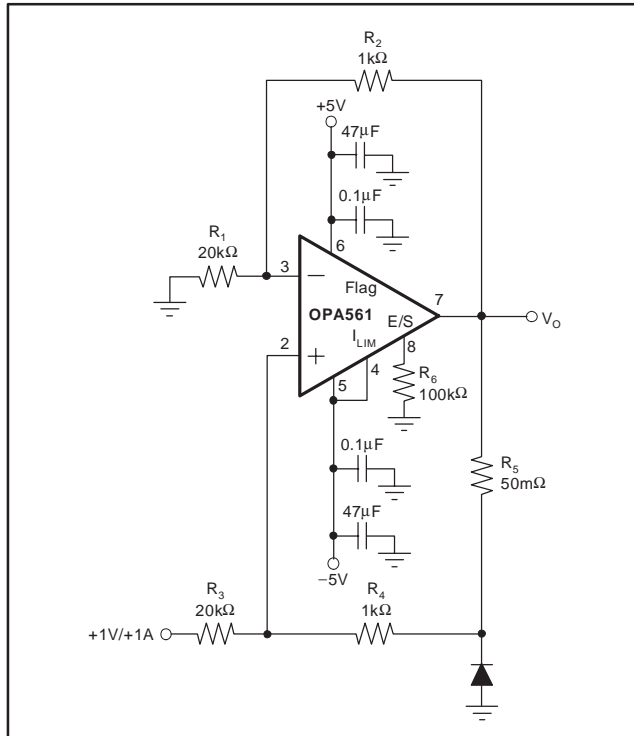 R2
1kΩ
+5V
47µF
0.1µF
R1
20kΩ
6
3
−
Flag
7
OPA561
VO
E/S
ILIM
8
2
+
4
5
R6
100kΩ
0.1µF
R5
50mΩ
47µF
−5V
R3
20kΩ
R4
1kΩ
+1V/+1A